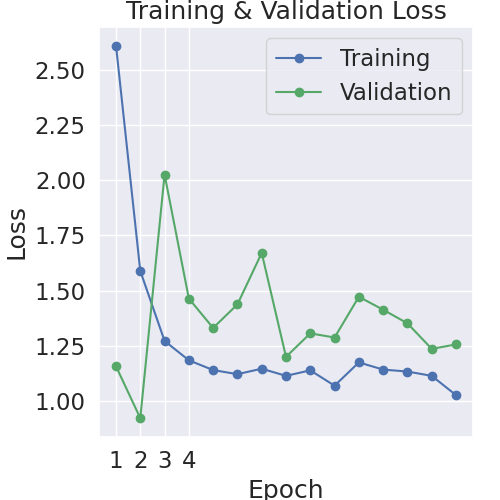 Training & Validation Loss
Training
Validation
2.50
2.25
2.00
1.75
1.50
1.25
1.00
Loss
1 2 3 4
Epoch